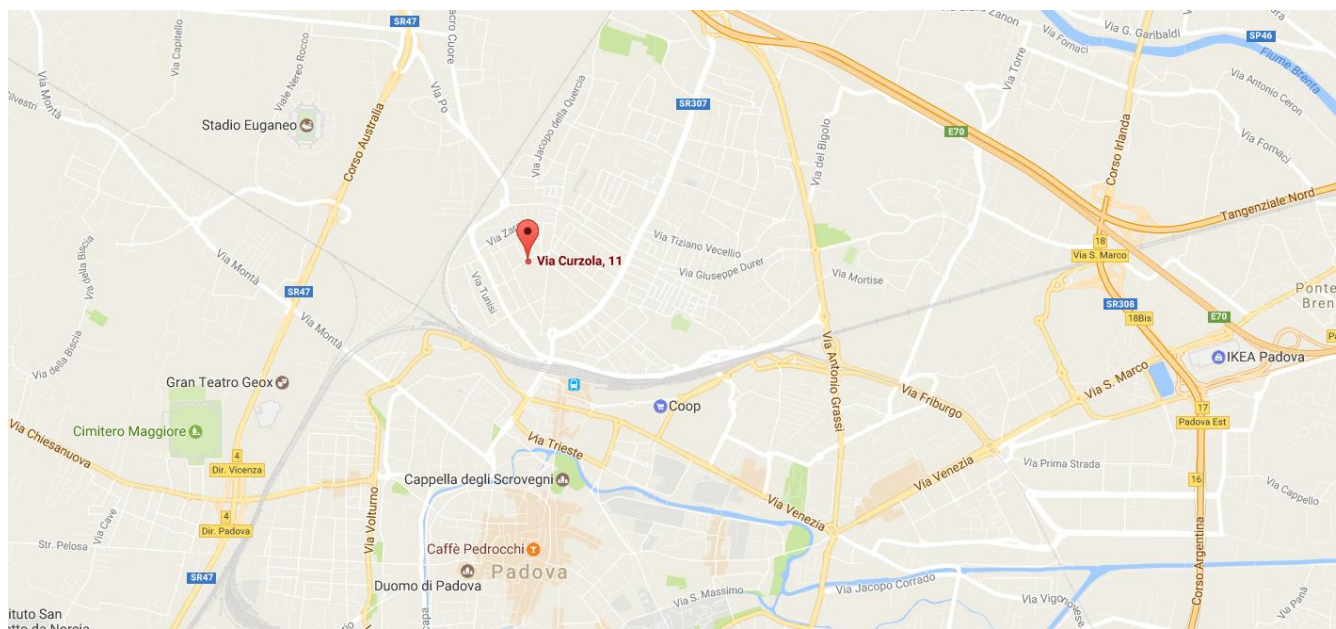 SR47
Via Po
Via Capitello
Viale Nereo Rocco
Via Montà
Stadio Euganeo
Corso Australia
Via Jacopo della Quercia
SR307
Via del Bigolo
Via Torre
Via Fornaci
Via G. Garibaldi
SP46
Fiume Brenta
Via Antonio Ceron
Via Fornaci
E70
Corso Irlanda
Tangenziale Nord
Via della Biscia
Via Montà
Via Curzola, 11
Via Tiziano Vecellio
Via Giuseppe Durer
Via Mortise
18
Via S. Marco
SR47
Via Tunisi
SR308
18Bis
E70
Ponte
Bren
Via Montà
Via della Biscia
Gran Teatro Geox
IKEA Padova
Via Antonio Grassi
Via S. Marco
Coop
Via Friburgo
17
Padova Est
Via Chiesanuova
Cimitero Maggiore
Via Trieste
4
Dir. Vicenza
Cappella degli Scrovegni
Via Venezia
Via Prima Strada
16
Via Cappello
Via Venezia
4
Dir. Padova
Via Cave
Via Volturno
Str. Pelosa
Caffè Pedrocchi
Padova
Duomo di Padova
SR47
Via S. Massimo
Via Jacopo Corrado
Corso Argentina
Via Vigonovese
Via Panà
ituto San